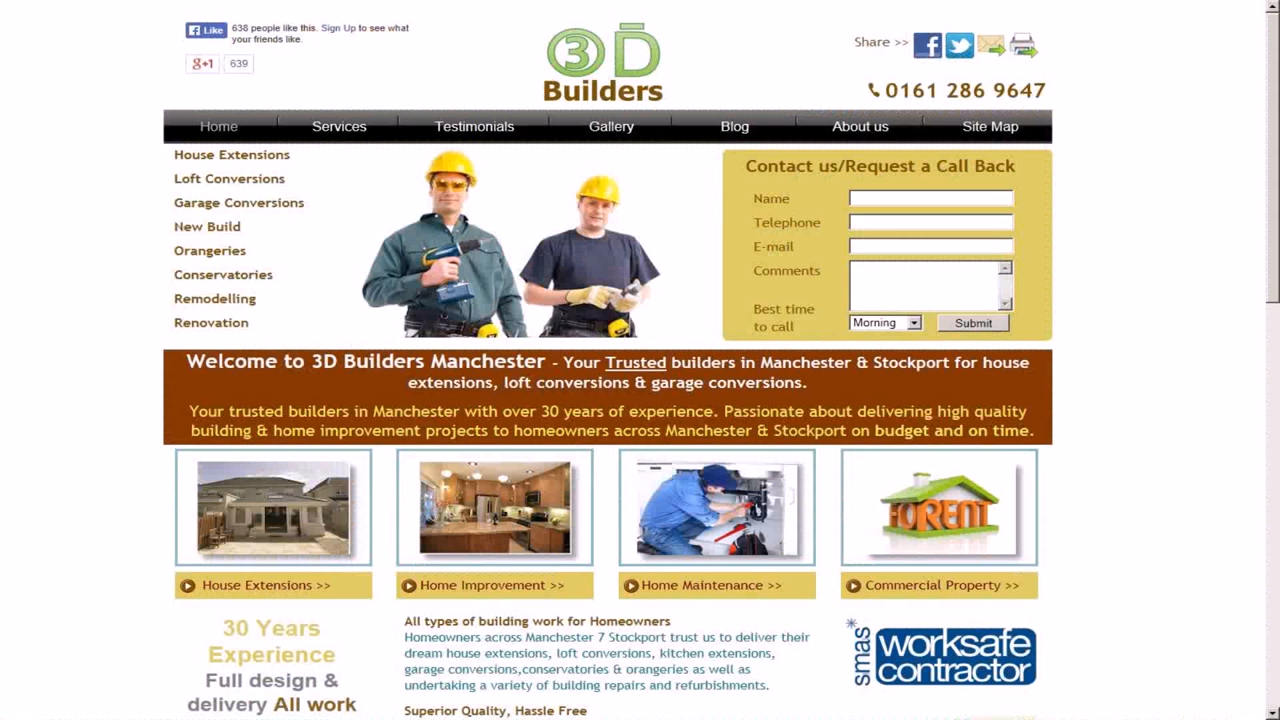 Like
638 people like this. Sign Up to see what
your friends like.
g+1
639
3D
Builders
Share >>
0161 286 9647
Home
Services
Testimonials
Gallery
Blog
About us
Site Map
House Extensions
Loft Conversions
Garage Conversions
New Build
Orangeries
Conservatories
Remodelling
Renovation
Contact us/Request a Call Back
Name
Telephone
E-mail
Comments
Best time
to call
Morning
Submit
Welcome to 3D Builders Manchester - Your Trusted builders in Manchester & Stockport for house
extensions, loft conversions & garage conversions.
Your trusted builders in Manchester with over 30 years of experience. Passionate about delivering high quality
building & home improvement projects to homeowners across Manchester & Stockport on budget and on time.
FORENT
House Extensions >>
Home Improvement >>
Home Maintenance >>
Commercial Property >>
30 Years
Experience
Full design &
delivery All work
All types of building work for Homeowners
Homeowners across Manchester 7 Stockport trust us to deliver their
dream house extensions, loft conversions, kitchen extensions,
garage conversions,conservatories & orangeries as well as
undertaking a variety of building repairs and refurbishments.
Superior Quality, Hassle Free
smas
worksafe
contractor